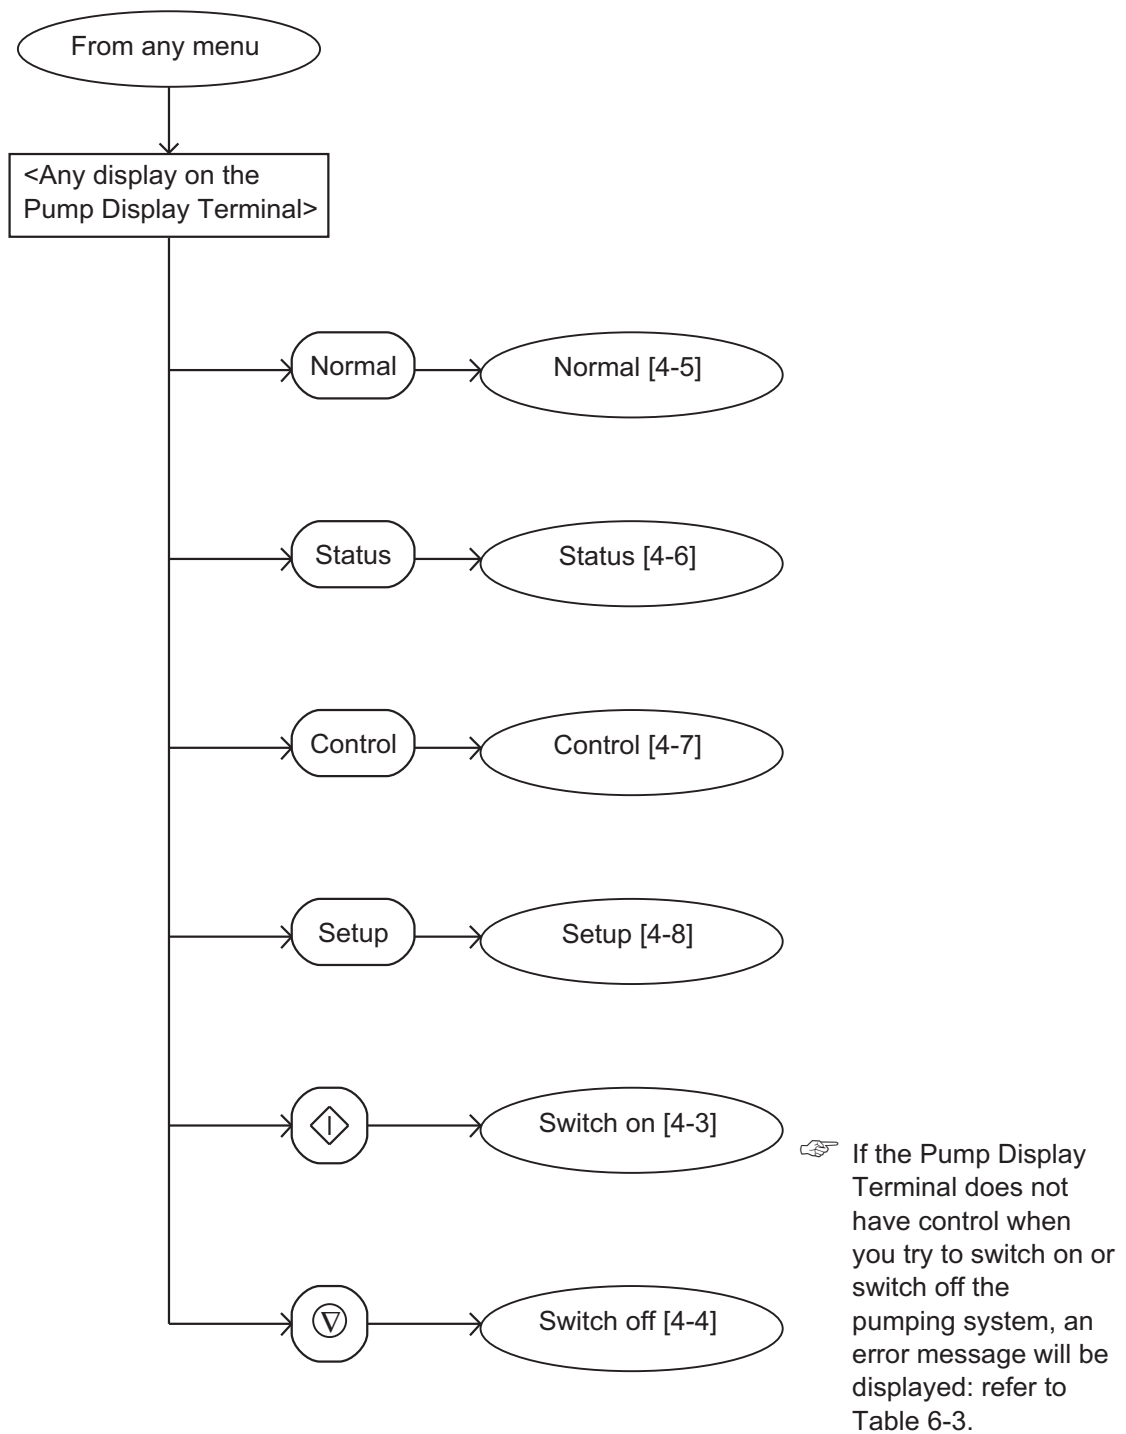 From any menu
<Any display on the
Pump Display Terminal>
Normal
Normal [4-5]
Status
Status [4-6]
Control
Control [4-7]
Setup
Setup [4-8]
Switch on [4-3]
Switch off [4-4]
If the Pump Display
Terminal does not
have control when
you try to switch on or
switch off the
pumping system, an
error message will be
displayed: refer to
Table 6-3.